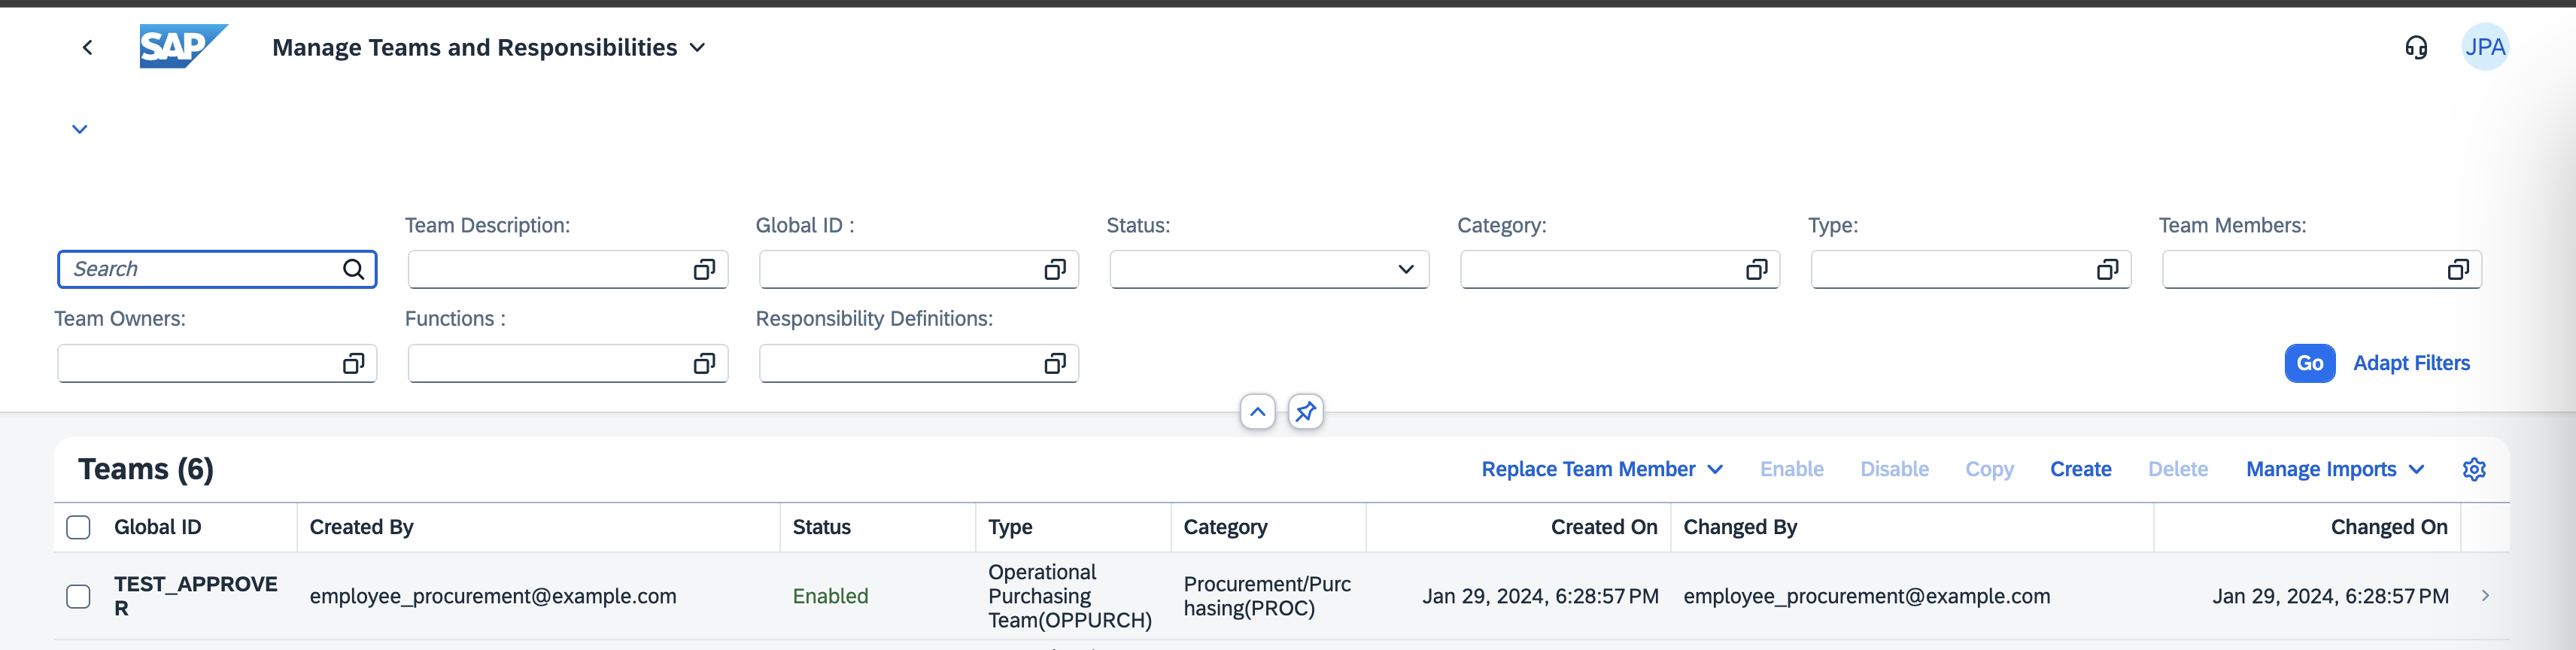 SAP
Manage Teams and Responsibilities
JPA
Team Description:
Global ID :
Status:
Category:
Type:
Team Members:
Search
Team Owners:
Functions :
Responsibility Definitions:
Go
Adapt Filters
Teams (6)
Replace Team Member
Enable
Disable
Copy
Create
Delete
Manage Imports
Global ID
Created By
Status
Type
Category
Created On
Changed By
Changed On
TEST_APPROVE
R
employee_procurement@example.com
Enabled
Operational
Purchasing
Team(OPPURCH)
Procurement/Purc
hasing(PROC)
Jan 29, 2024, 6:28:57 PM
employee_procurement@example.com
Jan 29, 2024, 6:28:57 PM